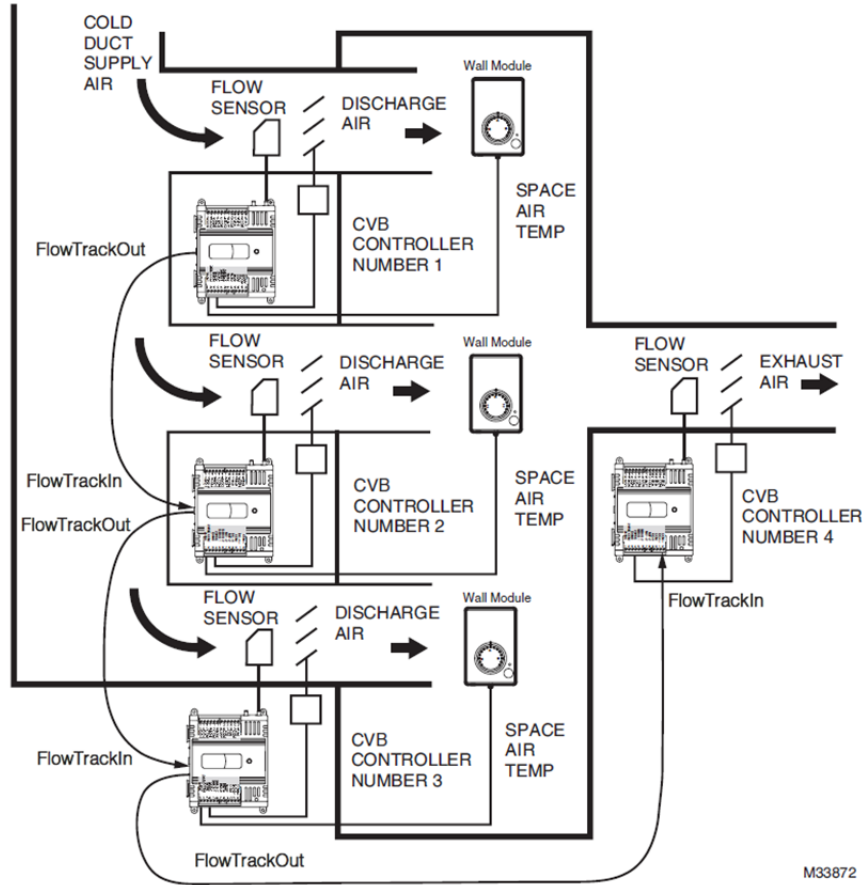 COLD
DUCT
SUPPLY
AIR
FLOW
SENSOR
DISCHARGE
AIR
Wall Module
SPACE
AIR
TEMP
CVB
CONTROLLER
NUMBER 1
FlowTrackOut
FLOW
SENSOR
DISCHARGE
AIR
Wall Module
FLOW
SENSOR
EXHAUST
AIR
FlowTrackIn
FlowTrackOut
CVB
CONTROLLER
NUMBER 2
SPACE
AIR
TEMP
CVB
CONTROLLER
NUMBER 4
FlowTrackIn
FLOW
SENSOR
DISCHARGE
AIR
Wall Module
FlowTrackIn
CVB
CONTROLLER
NUMBER 3
SPACE
AIR
TEMP
FlowTrackOut
M33872